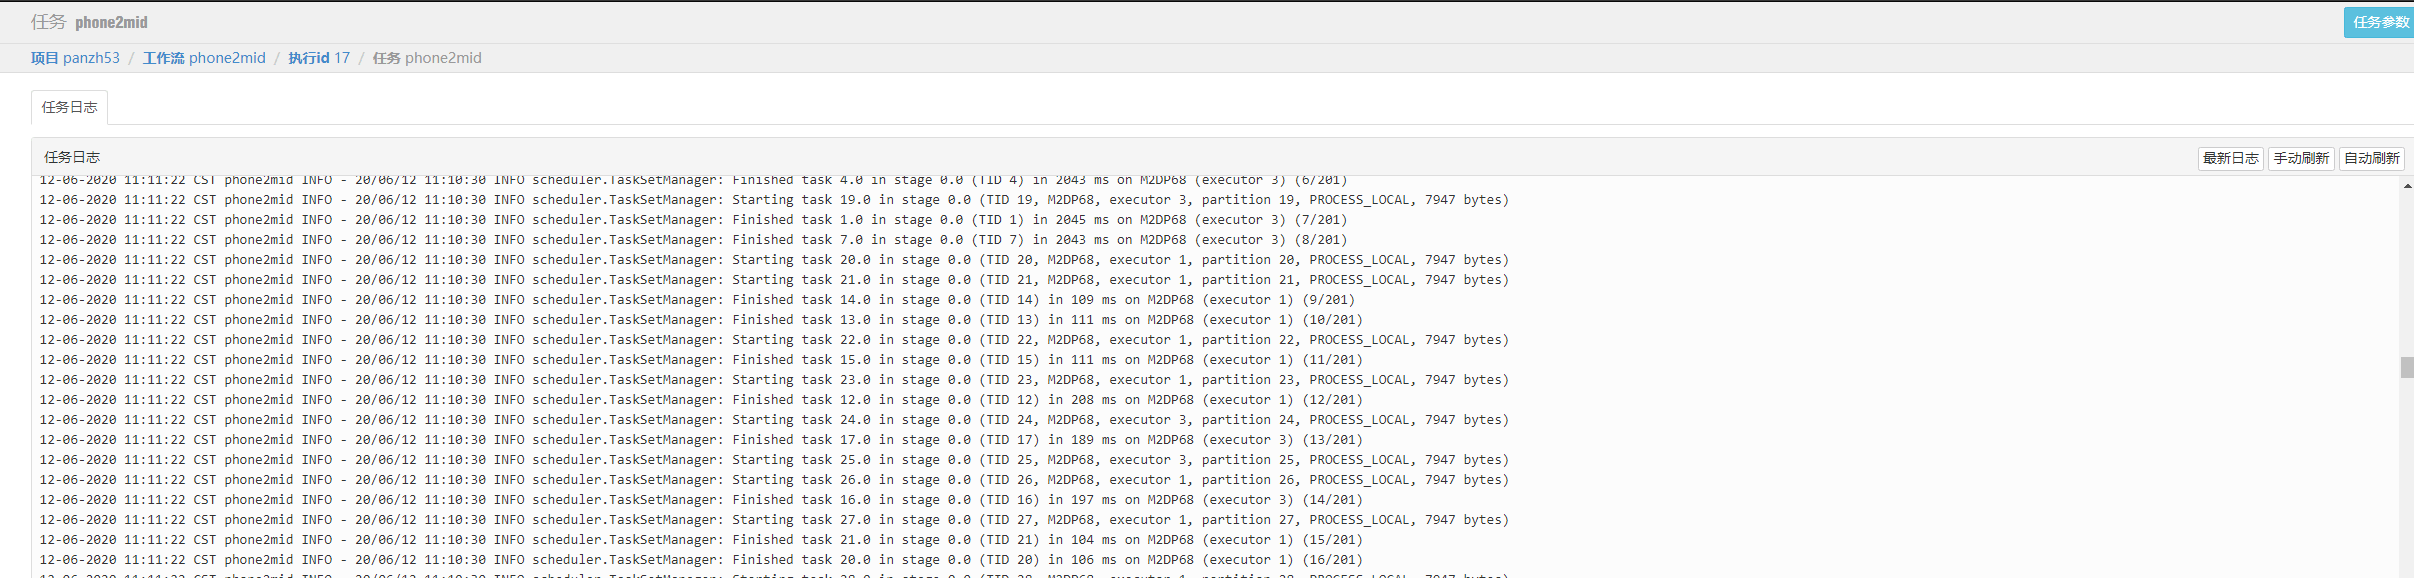 任务 phone2mid
任务参数
项目 panzh53 / 工作流 phone2mid / 执行id 17 / 任务 phone2mid
任务日志
任务日志
最新日志 手动刷新 自动刷新
12-06-2020 11:11:22 CST phone2mid INFO - 20/06/12 11:10:30 INFO scheduler.TaskSetManager: Finished task 4.0 in stage 0.0 (TID 4) in 2043 ms on M2DP68 (executor 3) (6/201)
12-06-2020 11:11:22 CST phone2mid INFO - 20/06/12 11:10:30 INFO scheduler.TaskSetManager: Starting task 19.0 in stage 0.0 (TID 19, M2DP68, executor 3, partition 19, PROCESS_LOCAL, 7947 bytes)
12-06-2020 11:11:22 CST phone2mid INFO - 20/06/12 11:10:30 INFO scheduler.TaskSetManager: Finished task 1.0 in stage 0.0 (TID 1) in 2045 ms on M2DP68 (executor 3) (7/201)
12-06-2020 11:11:22 CST phone2mid INFO - 20/06/12 11:10:30 INFO scheduler.TaskSetManager: Finished task 7.0 in stage 0.0 (TID 7) in 2043 ms on M2DP68 (executor 3) (8/201)
12-06-2020 11:11:22 CST phone2mid INFO - 20/06/12 11:10:30 INFO scheduler.TaskSetManager: Starting task 20.0 in stage 0.0 (TID 20, M2DP68, executor 1, partition 20, PROCESS_LOCAL, 7947 bytes)
12-06-2020 11:11:22 CST phone2mid INFO - 20/06/12 11:10:30 INFO scheduler.TaskSetManager: Starting task 21.0 in stage 0.0 (TID 21, M2DP68, executor 1, partition 21, PROCESS_LOCAL, 7947 bytes)
12-06-2020 11:11:22 CST phone2mid INFO - 20/06/12 11:10:30 INFO scheduler.TaskSetManager: Finished task 14.0 in stage 0.0 (TID 14) in 109 ms on M2DP68 (executor 1) (9/201)
12-06-2020 11:11:22 CST phone2mid INFO - 20/06/12 11:10:30 INFO scheduler.TaskSetManager: Finished task 13.0 in stage 0.0 (TID 13) in 111 ms on M2DP68 (executor 1) (10/201)
12-06-2020 11:11:22 CST phone2mid INFO - 20/06/12 11:10:30 INFO scheduler.TaskSetManager: Starting task 22.0 in stage 0.0 (TID 22, M2DP68, executor 1, partition 22, PROCESS_LOCAL, 7947 bytes)
12-06-2020 11:11:22 CST phone2mid INFO - 20/06/12 11:10:30 INFO scheduler.TaskSetManager: Finished task 15.0 in stage 0.0 (TID 15) in 111 ms on M2DP68 (executor 1) (11/201)
12-06-2020 11:11:22 CST phone2mid INFO - 20/06/12 11:10:30 INFO scheduler.TaskSetManager: Starting task 23.0 in stage 0.0 (TID 23, M2DP68, executor 1, partition 23, PROCESS_LOCAL, 7947 bytes)
12-06-2020 11:11:22 CST phone2mid INFO - 20/06/12 11:10:30 INFO scheduler.TaskSetManager: Finished task 12.0 in stage 0.0 (TID 12) in 208 ms on M2DP68 (executor 1) (12/201)
12-06-2020 11:11:22 CST phone2mid INFO - 20/06/12 11:10:30 INFO scheduler.TaskSetManager: Starting task 24.0 in stage 0.0 (TID 24, M2DP68, executor 3, partition 24, PROCESS_LOCAL, 7947 bytes)
12-06-2020 11:11:22 CST phone2mid INFO - 20/06/12 11:10:30 INFO scheduler.TaskSetManager: Finished task 17.0 in stage 0.0 (TID 17) in 189 ms on M2DP68 (executor 3) (13/201)
12-06-2020 11:11:22 CST phone2mid INFO - 20/06/12 11:10:30 INFO scheduler.TaskSetManager: Starting task 25.0 in stage 0.0 (TID 25, M2DP68, executor 3, partition 25, PROCESS_LOCAL, 7947 bytes)
12-06-2020 11:11:22 CST phone2mid INFO - 20/06/12 11:10:30 INFO scheduler.TaskSetManager: Starting task 26.0 in stage 0.0 (TID 26, M2DP68, executor 1, partition 26, PROCESS_LOCAL, 7947 bytes)
12-06-2020 11:11:22 CST phone2mid INFO - 20/06/12 11:10:30 INFO scheduler.TaskSetManager: Finished task 16.0 in stage 0.0 (TID 16) in 197 ms on M2DP68 (executor 3) (14/201)
12-06-2020 11:11:22 CST phone2mid INFO - 20/06/12 11:10:30 INFO scheduler.TaskSetManager: Starting task 27.0 in stage 0.0 (TID 27, M2DP68, executor 1, partition 27, PROCESS_LOCAL, 7947 bytes)
12-06-2020 11:11:22 CST phone2mid INFO - 20/06/12 11:10:30 INFO scheduler.TaskSetManager: Finished task 21.0 in stage 0.0 (TID 21) in 104 ms on M2DP68 (executor 1) (15/201)
12-06-2020 11:11:22 CST phone2mid INFO - 20/06/12 11:10:30 INFO scheduler.TaskSetManager: Finished task 20.0 in stage 0.0 (TID 20) in 106 ms on M2DP68 (executor 1) (16/201)